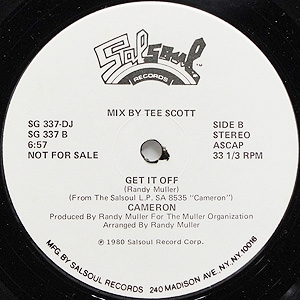 Salsoul
RECORDS
TM
MIX BY TEE SCOTT
SG 337-DJ
SG 337 B
6:57
NOT FOR SALE
SIDE B
STEREO
ASCAP
33 1/3 RPM
GET IT OFF
(Randy Muller)
(From The Salsoul L.P. SA 8535 "Cameron")
CAMERON
Produced By Randy Muller For The Muller Organization
Arranged By Randy Muller
℗ 1980 Salsoul Record Corp.
MFG. BY SALSOUL RECORDS 240 MADISON AVE. NY. NY-10016